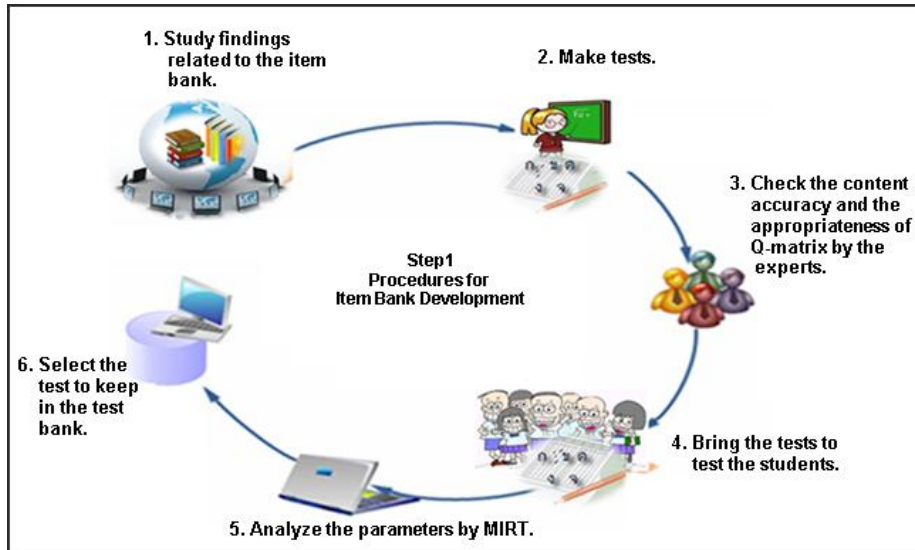 1. Study findings
related to the item
bank.
2. Make tests.
3. Check the content
accuracy and the
appropriateness of
Q-matrix by the
experts.
Step1
Procedures for
Item Bank Development
4. Bring the tests to
test the students.
5. Analyze the parameters by MIRT.
6. Select the
test to keep
in the test
bank.